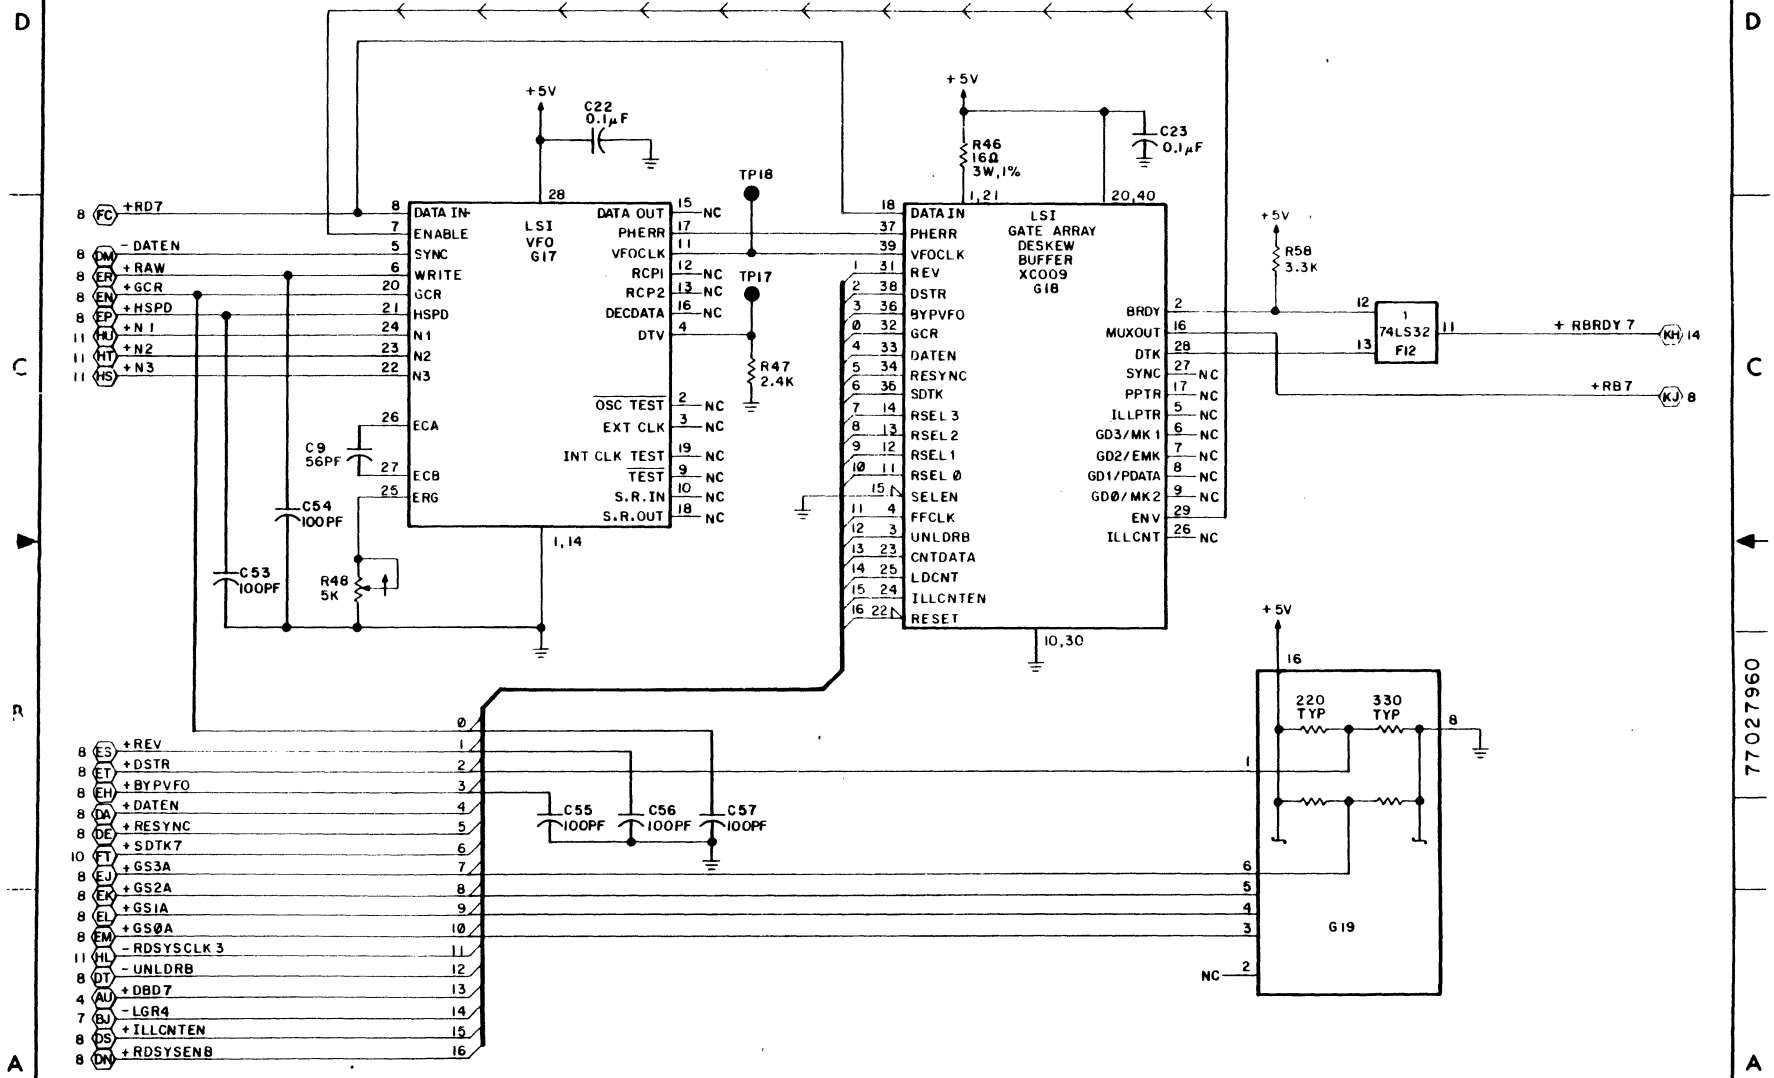 D
D
+5V
C22
0.1µF
+5V
R46
16Ω
3W,1%
C23
0.1µF
TP18
28
1,21
20,40
8 FC +RD7
8 DATA IN
7 ENABLE
8 DM -DATEN
5 SYNC
8 ER +RAW
6 WRITE
8 EN +GCR
20 GCR
8 EP +HSPD
21 HSPD
11 HU +N1
24 N1
11 HT +N2
23 N2
11 HS +N3
22 N3
26 ECA
C9
56PF
27 ECB
25 ERG
LSI
VFO
G17
DATA OUT 15 NC
PHERR 17
VFOCLK 11
RCP1 12 NC
RCP2 13 NC
DECDATA 16 NC
DTV 4
OSC TEST 2 NC
EXT CLK 3 NC
INT CLK TEST 19 NC
TEST 9 NC
S.R.IN 10 NC
S.R.OUT 18 NC
1,14
TP17
R47
2.4K
C54
100PF
C53
100PF
R48
5K
LSI
GATE ARRAY
DESKEW
BUFFER
XC009
G18
18 DATA IN
37 PHERR
39 VFOCLK
1 31 REV
2 38 DSTR
3 36 BYPVFO
0 32 GCR
4 33 DATEN
5 34 RESYNC
6 36 SDTK
7 14 RSEL 3
8 13 RSEL 2
9 12 RSEL 1
10 11 RSEL Ø
15 SELEN
11 4 FFCLK
12 3 UNLDRB
13 23 CNTDATA
14 25 LDCNT
15 24 ILLCNTEN
16 22 RESET
10,30
BRDY 2
MUXOUT 16
DTK 28
SYNC 27 NC
PPTR 17 NC
ILLPTR 5 NC
GD3/MK1 6 NC
GD2/EMK 7 NC
GD1/PDATA 8 NC
GDØ/MK2 9 NC
ENV 29
ILLCNT 26 NC
+5V
R58
3.3K
12
13
1
74LS32
F12
11
+ RBRDY 7
KH 14
+RB7
KJ 8
C
C
B
7702 7960
Ø
8 ES +REV 1
8 ET +DSTR 2
8 EH +BYPVFO 3
8 DA +DATEN 4
8 DE +RESYNC 5
10 FT +SDTK7 6
8 EJ +GS3A 7
8 EK +GS2A 8
8 EL +GS1A 9
8 EM +GSØA 10
11 HL -RDSYSCLK 3 11
8 DT -UNLDRB 12
4 AU +DBD7 13
7 BJ -LGR4 14
8 DS +ILLCNTEN 15
8 DN +RDSYSENB 16
C55
100PF
C56
100PF
C57
100PF
+5V
16
220
TYP
330
TYP
8
1
6
5
4
3
NC 2
G19
A
A